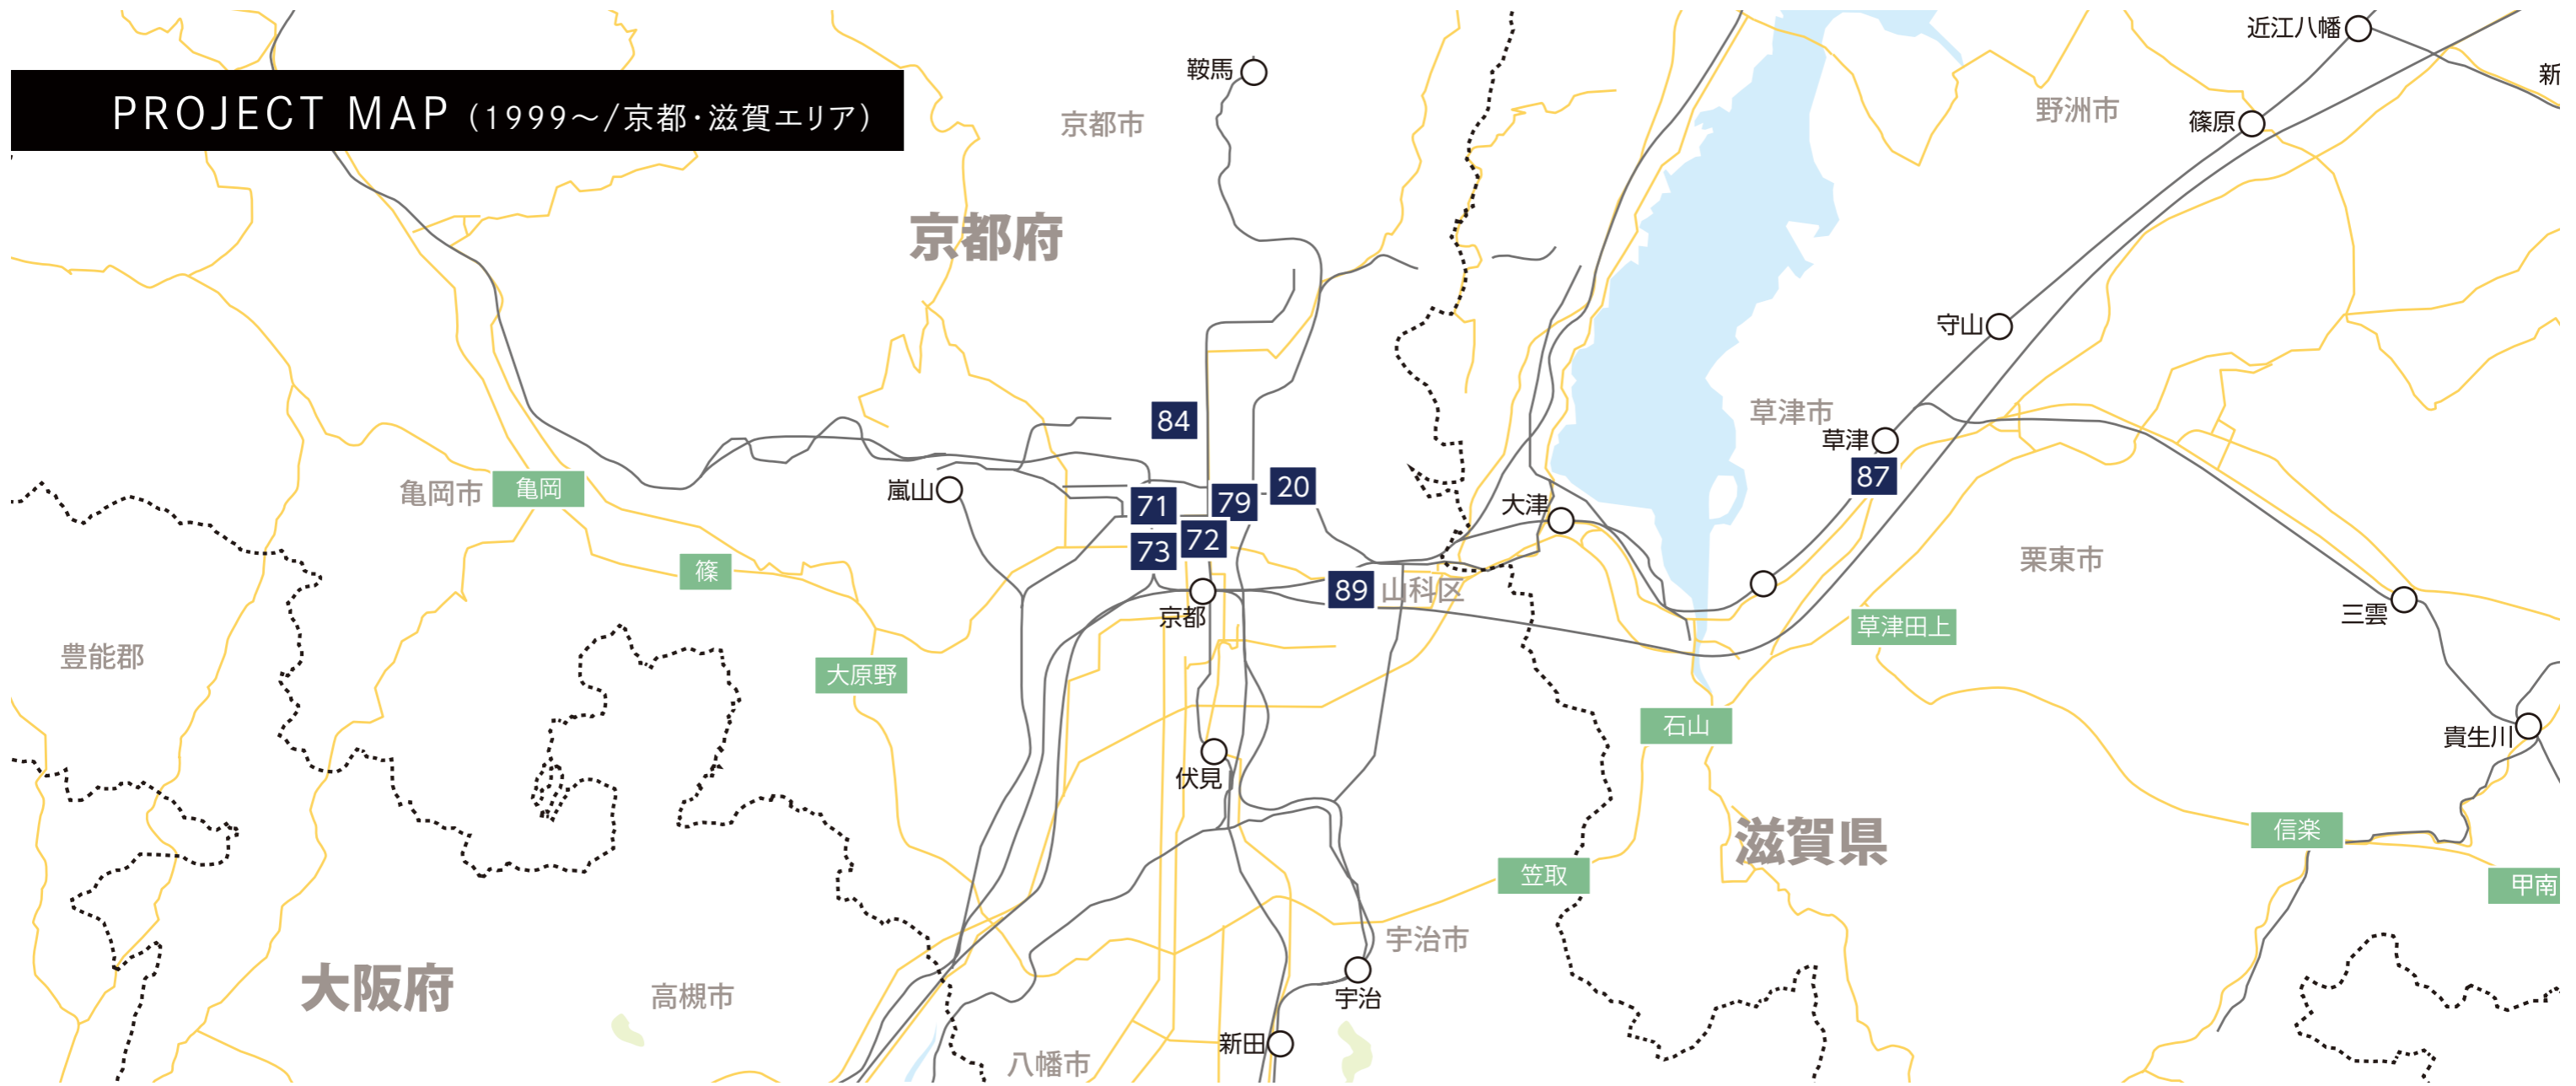 近江八幡
新
鞍馬
PROJECT MAP (1999～/京都・滋賀エリア)
京都市
野洲市
篠原
京都府
守山
草津市
84
草津
87
亀岡市
亀岡
嵐山
71
79
20
大津
73
72
篠
栗東市
89
山科区
京都
三雲
草津田上
豊能郡
大原野
石山
貴生川
伏見
滋賀県
信楽
笠取
甲南
宇治市
大阪府
高槻市
宇治
新田
八幡市